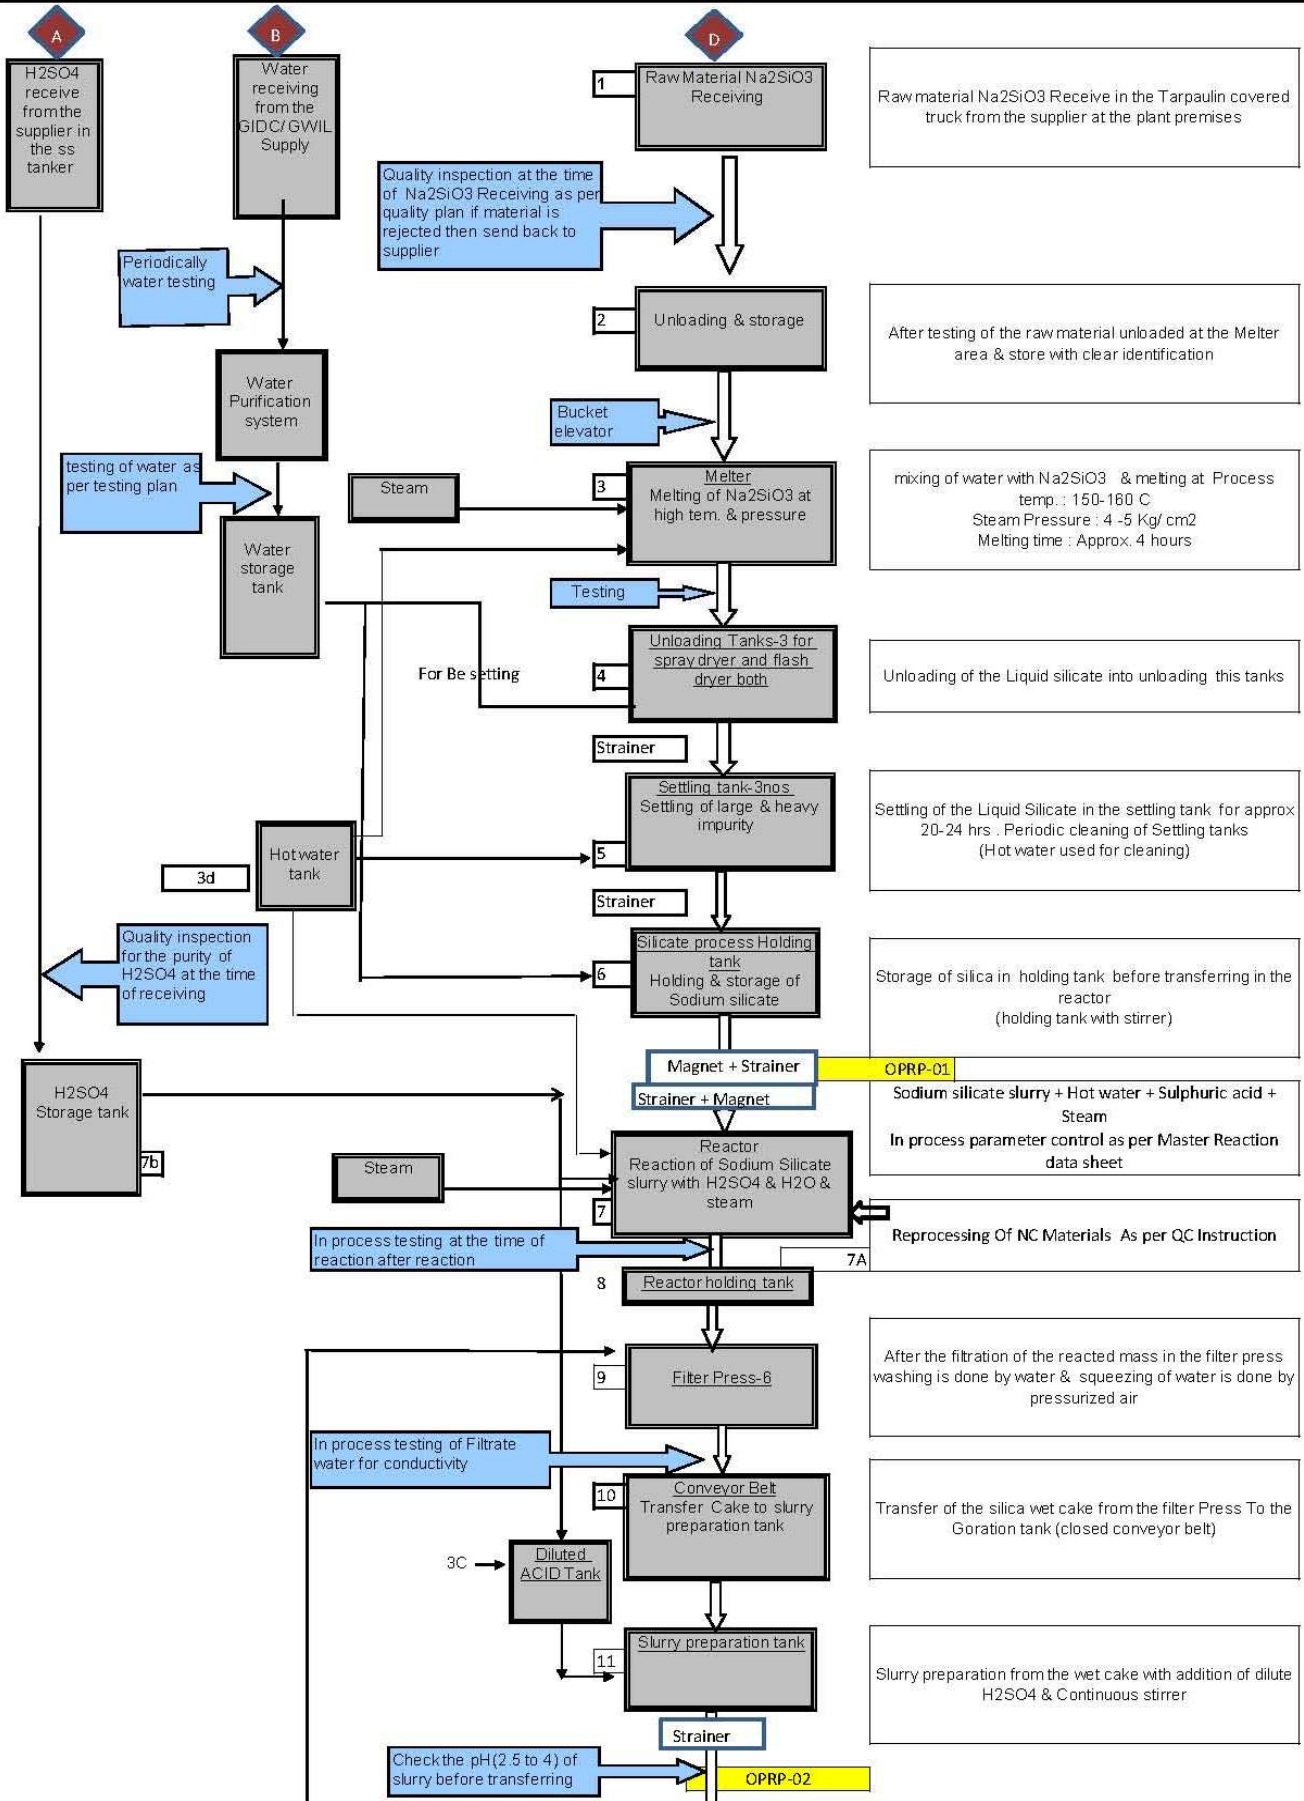 A
B
D
H2SO4
receive
from the
supplier in
the ss
tanker
Water
receiving
from the
GIDC/ GWIL
Supply
1
Raw Material Na2SiO3
Receiving
Raw material Na2SiO3 Receive in the Tarpaulin covered
truck from the supplier at the plant premises
Quality inspection at the time
of Na2SiO3 Receiving as per
quality plan if material is
rejected then send back to
supplier
Periodically
water testing
2
Unloading & storage
After testing of the raw material unloaded at the Melter
area & store with clear identification
Water
Purification
system
Bucket
elevator
testing of water as
per testing plan
Steam
3
Melter
Melting of Na2SiO3 at
high tem. & pressure
mixing of water with Na2SiO3 & melting at Process
temp. : 150-160 C
Steam Pressure : 4 -5 Kg/ cm2
Melting time : Approx. 4 hours
Water
storage
tank
Testing
For Be setting
4
Unloading Tanks-3 for
spray dryer and flash
dryer both
Unloading of the Liquid silicate into unloading this tanks
Strainer
Settling tank-3nos
Settling of large & heavy
impurity
5
Settling of the Liquid Silicate in the settling tank for approx
20-24 hrs . Periodic cleaning of Settling tanks
(Hot water used for cleaning)
Hot water
tank
3d
Strainer
Quality inspection
for the purity of
H2SO4 at the time
of receiving
6
Silicate process Holding
tank
Holding & storage of
Sodium silicate
Storage of silica in holding tank before transferring in the
reactor
(holding tank with stirrer)
Magnet + Strainer
OPRP-01
Strainer + Magnet
Sodium silicate slurry + Hot water + Sulphuric acid +
Steam
In process parameter control as per Master Reaction
data sheet
H2SO4
Storage tank
7b
Steam
7
Reactor
Reaction of Sodium Silicate
slurry with H2SO4 & H2O &
steam
Reprocessing Of NC Materials As per QC Instruction
7A
In process testing at the time of
reaction after reaction
8
Reactor holding tank
9
Filter Press-6
After the filtration of the reacted mass in the filter press
washing is done by water & squeezing of water is done by
pressurized air
In process testing of Filtrate
water for conductivity
10
Conveyor Belt
Transfer Cake to slurry
preparation tank
Transfer of the silica wet cake from the filter Press To the
Goration tank (closed conveyor belt)
3C
Diluted
ACID Tank
11
Slurry preparation tank
Slurry preparation from the wet cake with addition of dilute
H2SO4 & Continuous stirrer
Strainer
Check the pH(2.5 to 4) of
slurry before transferring
OPRP-02